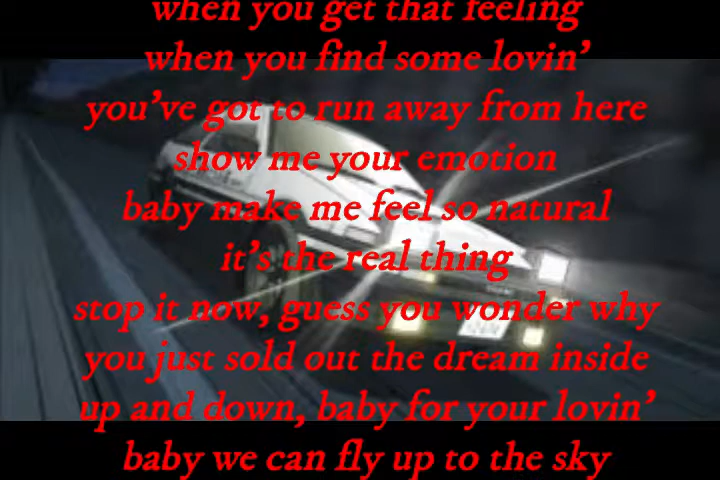 when you get that feeling
when you find some lovin'
you've got to run away from here
show me your emotion
baby make me feel so natural
it's the real thing
stop it now, guess you wonder why
you just sold out the dream inside
up and down, baby for your lovin'
baby we can fly up to the sky